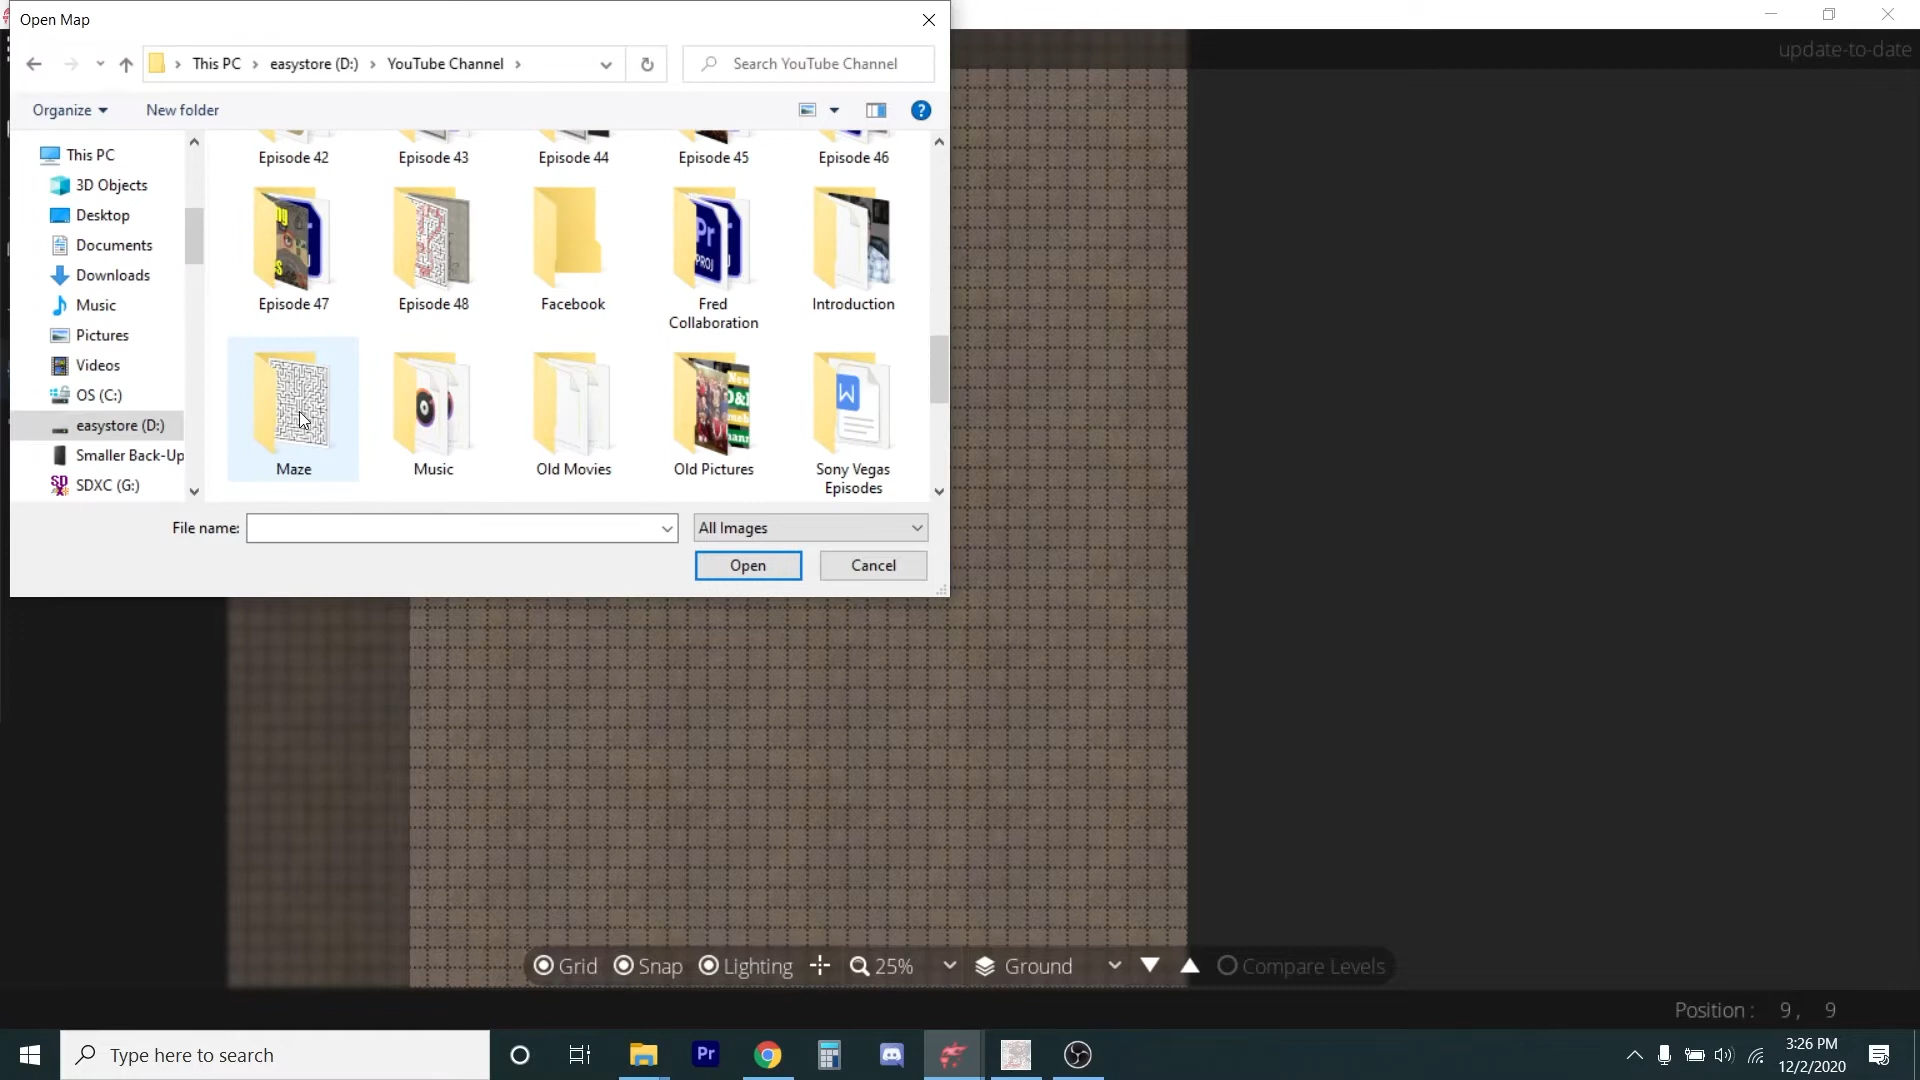 Open Map
update-to-date
This PC
easystore (D:)
YouTube Channel
Search YouTube Channel
Organize
New folder
This PC
3D Objects
Desktop
Documents
Downloads
Music
Pictures
Videos
OS (C:)
easystore (D:)
Smaller Back-Up
SDXC (G:)
Episode 42
Episode 43
Episode 44
Episode 45
Episode 46
Episode 47
Episode 48
Facebook
Fred
Collaboration
Introduction
Maze
Music
Old Movies
Old Pictures
Sony Vegas
Episodes
Pr
PROJ
W
File name:
All Images
Open
Cancel
Grid
Snap
Lighting
25%
Ground
Compare Levels
Position : 9 , 9
Type here to search
Pr
3:26 PM
12/2/2020